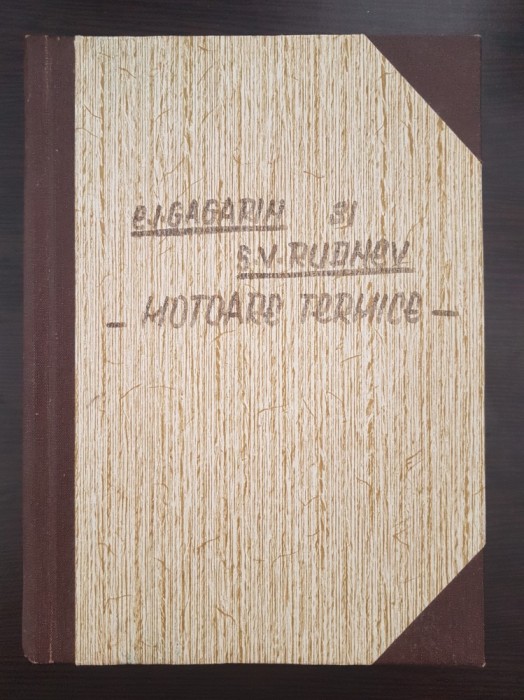 E.I.GAGARIN SI
S.V.RUDNEV
- MOTOARE TERMICE -